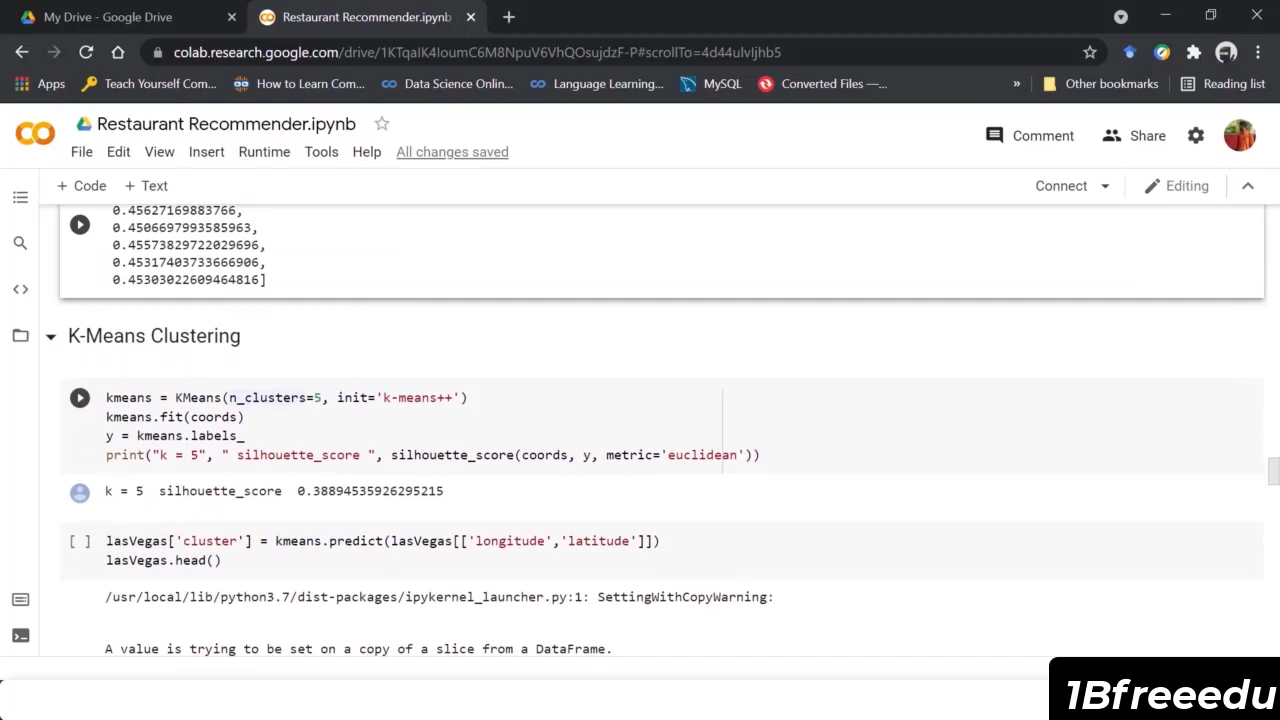 My Drive - Google Drive
Restaurant Recommender.ipynb
colab.research.google.com/drive/1KTqaIK4IoumC6M8NpuV6VhQOsujdzF-P#scrollTo=4d44ulvljhb5
Apps Teach Yourself Com... How to Learn Com... Data Science Onlin... Language Learning... MySQL Converted Files —... » Other bookmarks Reading list
Restaurant Recommender.ipynb
Comment Share
File Edit View Insert Runtime Tools Help All changes saved
+ Code + Text Connect Editing
0.45627169883766,
0.4506697993585963,
0.45573829722029696,
0.45317403733666906,
0.45303022609464816]
K-Means Clustering
kmeans = KMeans(n_clusters=5, init='k-means++')
kmeans.fit(coords)
y = kmeans.labels_
print("k = 5", " silhouette_score ", silhouette_score(coords, y, metric='euclidean'))
k = 5 silhouette_score 0.38894535926295215
[ ] lasVegas['cluster'] = kmeans.predict(lasVegas[['longitude','latitude']])
lasVegas.head()
/usr/local/lib/python3.7/dist-packages/ipykernel_launcher.py:1: SettingWithCopyWarning:
A value is trying to be set on a copy of a slice from a DataFrame.
1Bfreeedu